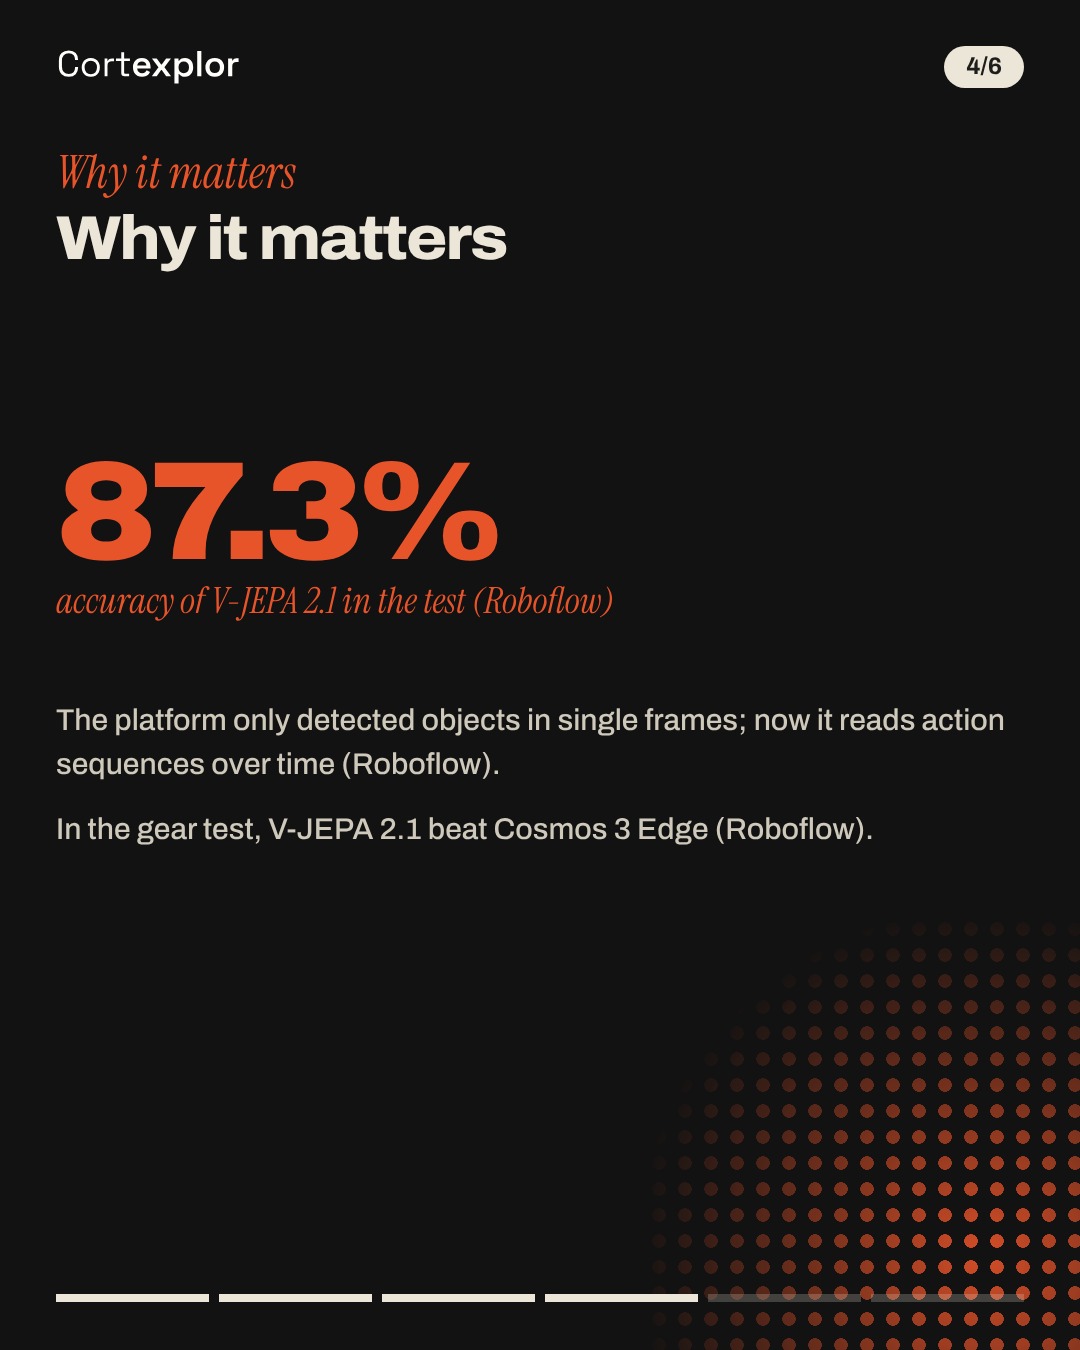 Cortexplor
4/6
Why it matters
Why it matters
87.3%
accuracy of V-JEPA 2.1 in the test (Roboflow)
The platform only detected objects in single frames; now it reads action
sequences over time (Roboflow).
In the gear test, V-JEPA 2.1 beat Cosmos 3 Edge (Roboflow).